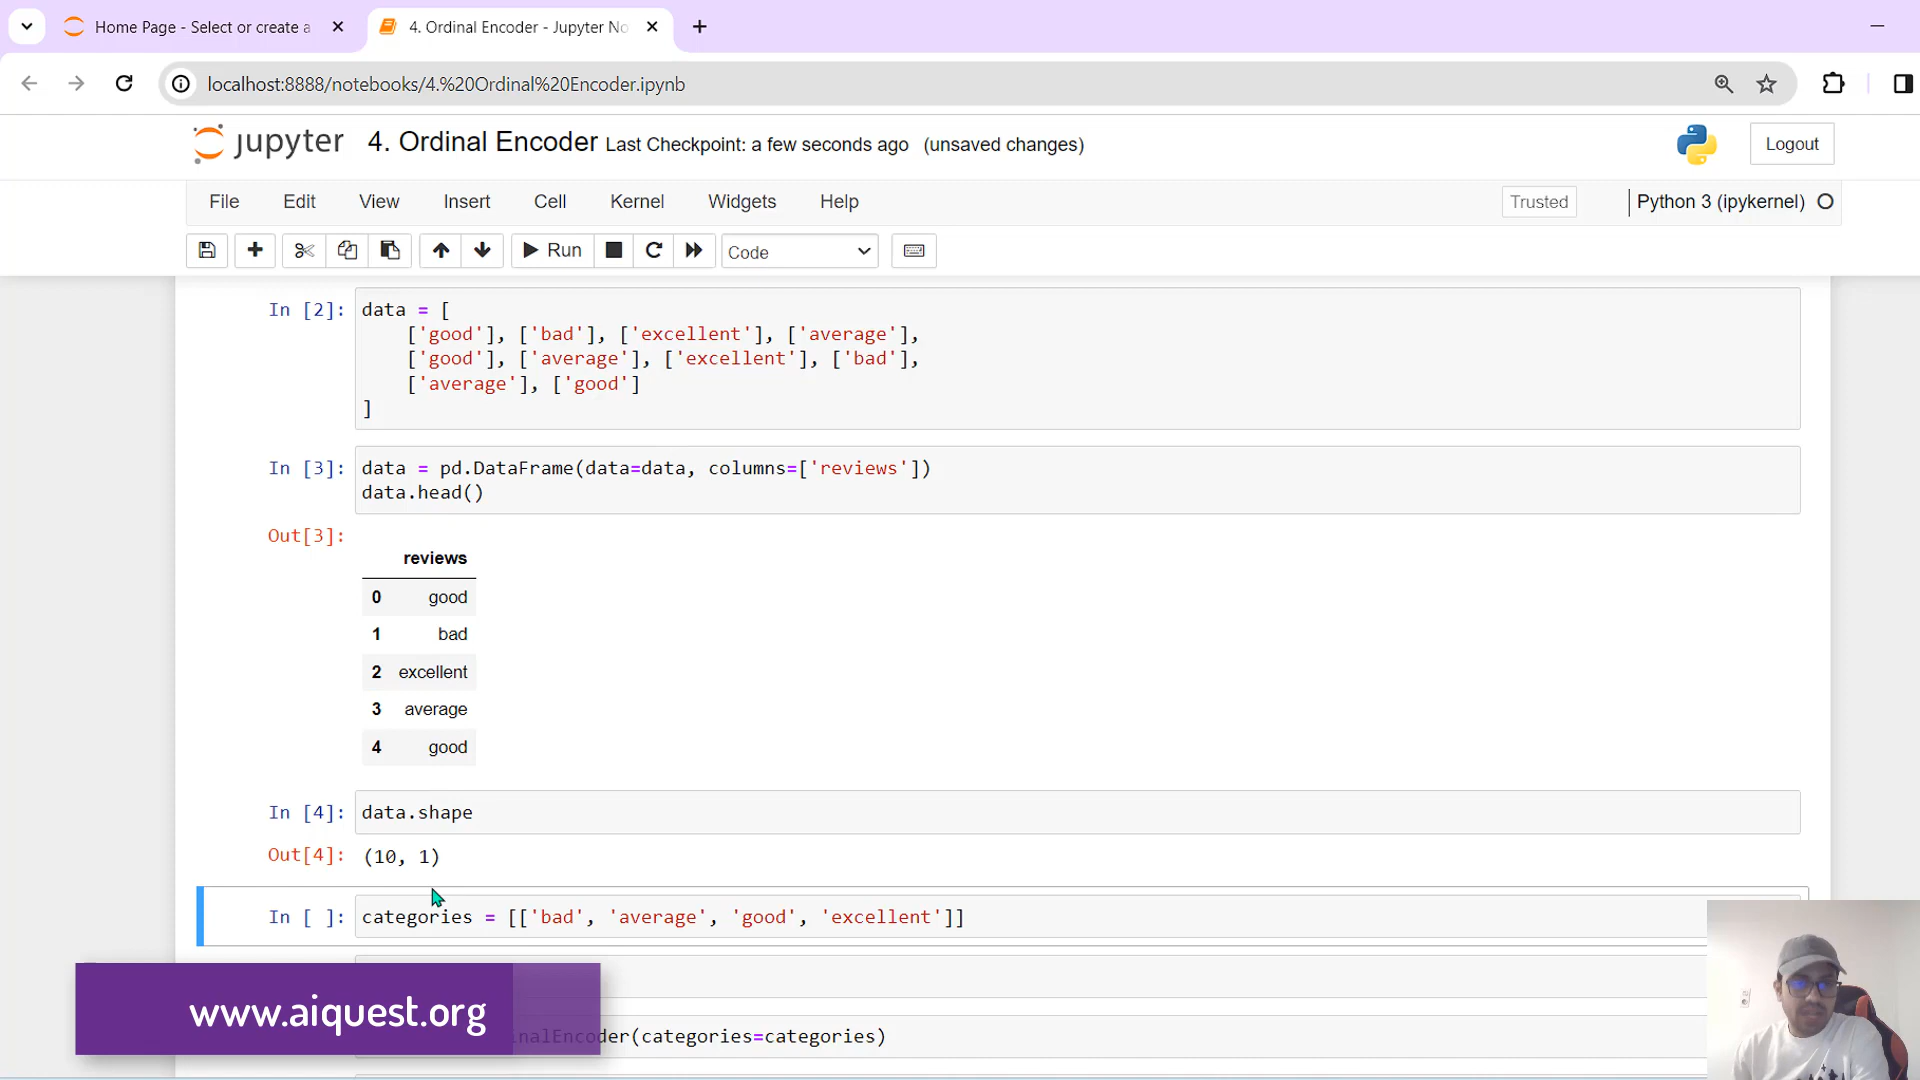 Home Page - Select or create a
4. Ordinal Encoder - Jupyter No
localhost:8888/notebooks/4.%20Ordinal%20Encoder.ipynb
jupyter 4. Ordinal Encoder Last Checkpoint: a few seconds ago (unsaved changes)
Logout
File Edit View Insert Cell Kernel Widgets Help
Trusted
Python 3 (ipykernel)
Run
Code
In [2]: data = [
['good'], ['bad'], ['excellent'], ['average'],
['good'], ['average'], ['excellent'], ['bad'],
['average'], ['good']
]
In [3]: data = pd.DataFrame(data=data, columns=['reviews'])
data.head()
Out[3]:
reviews
0 good
1 bad
2 excellent
3 average
4 good
In [4]: data.shape
Out[4]: (10, 1)
In [ ]: categories = [['bad', 'average', 'good', 'excellent']]
www.aiquest.org
inalEncoder(categories=categories)